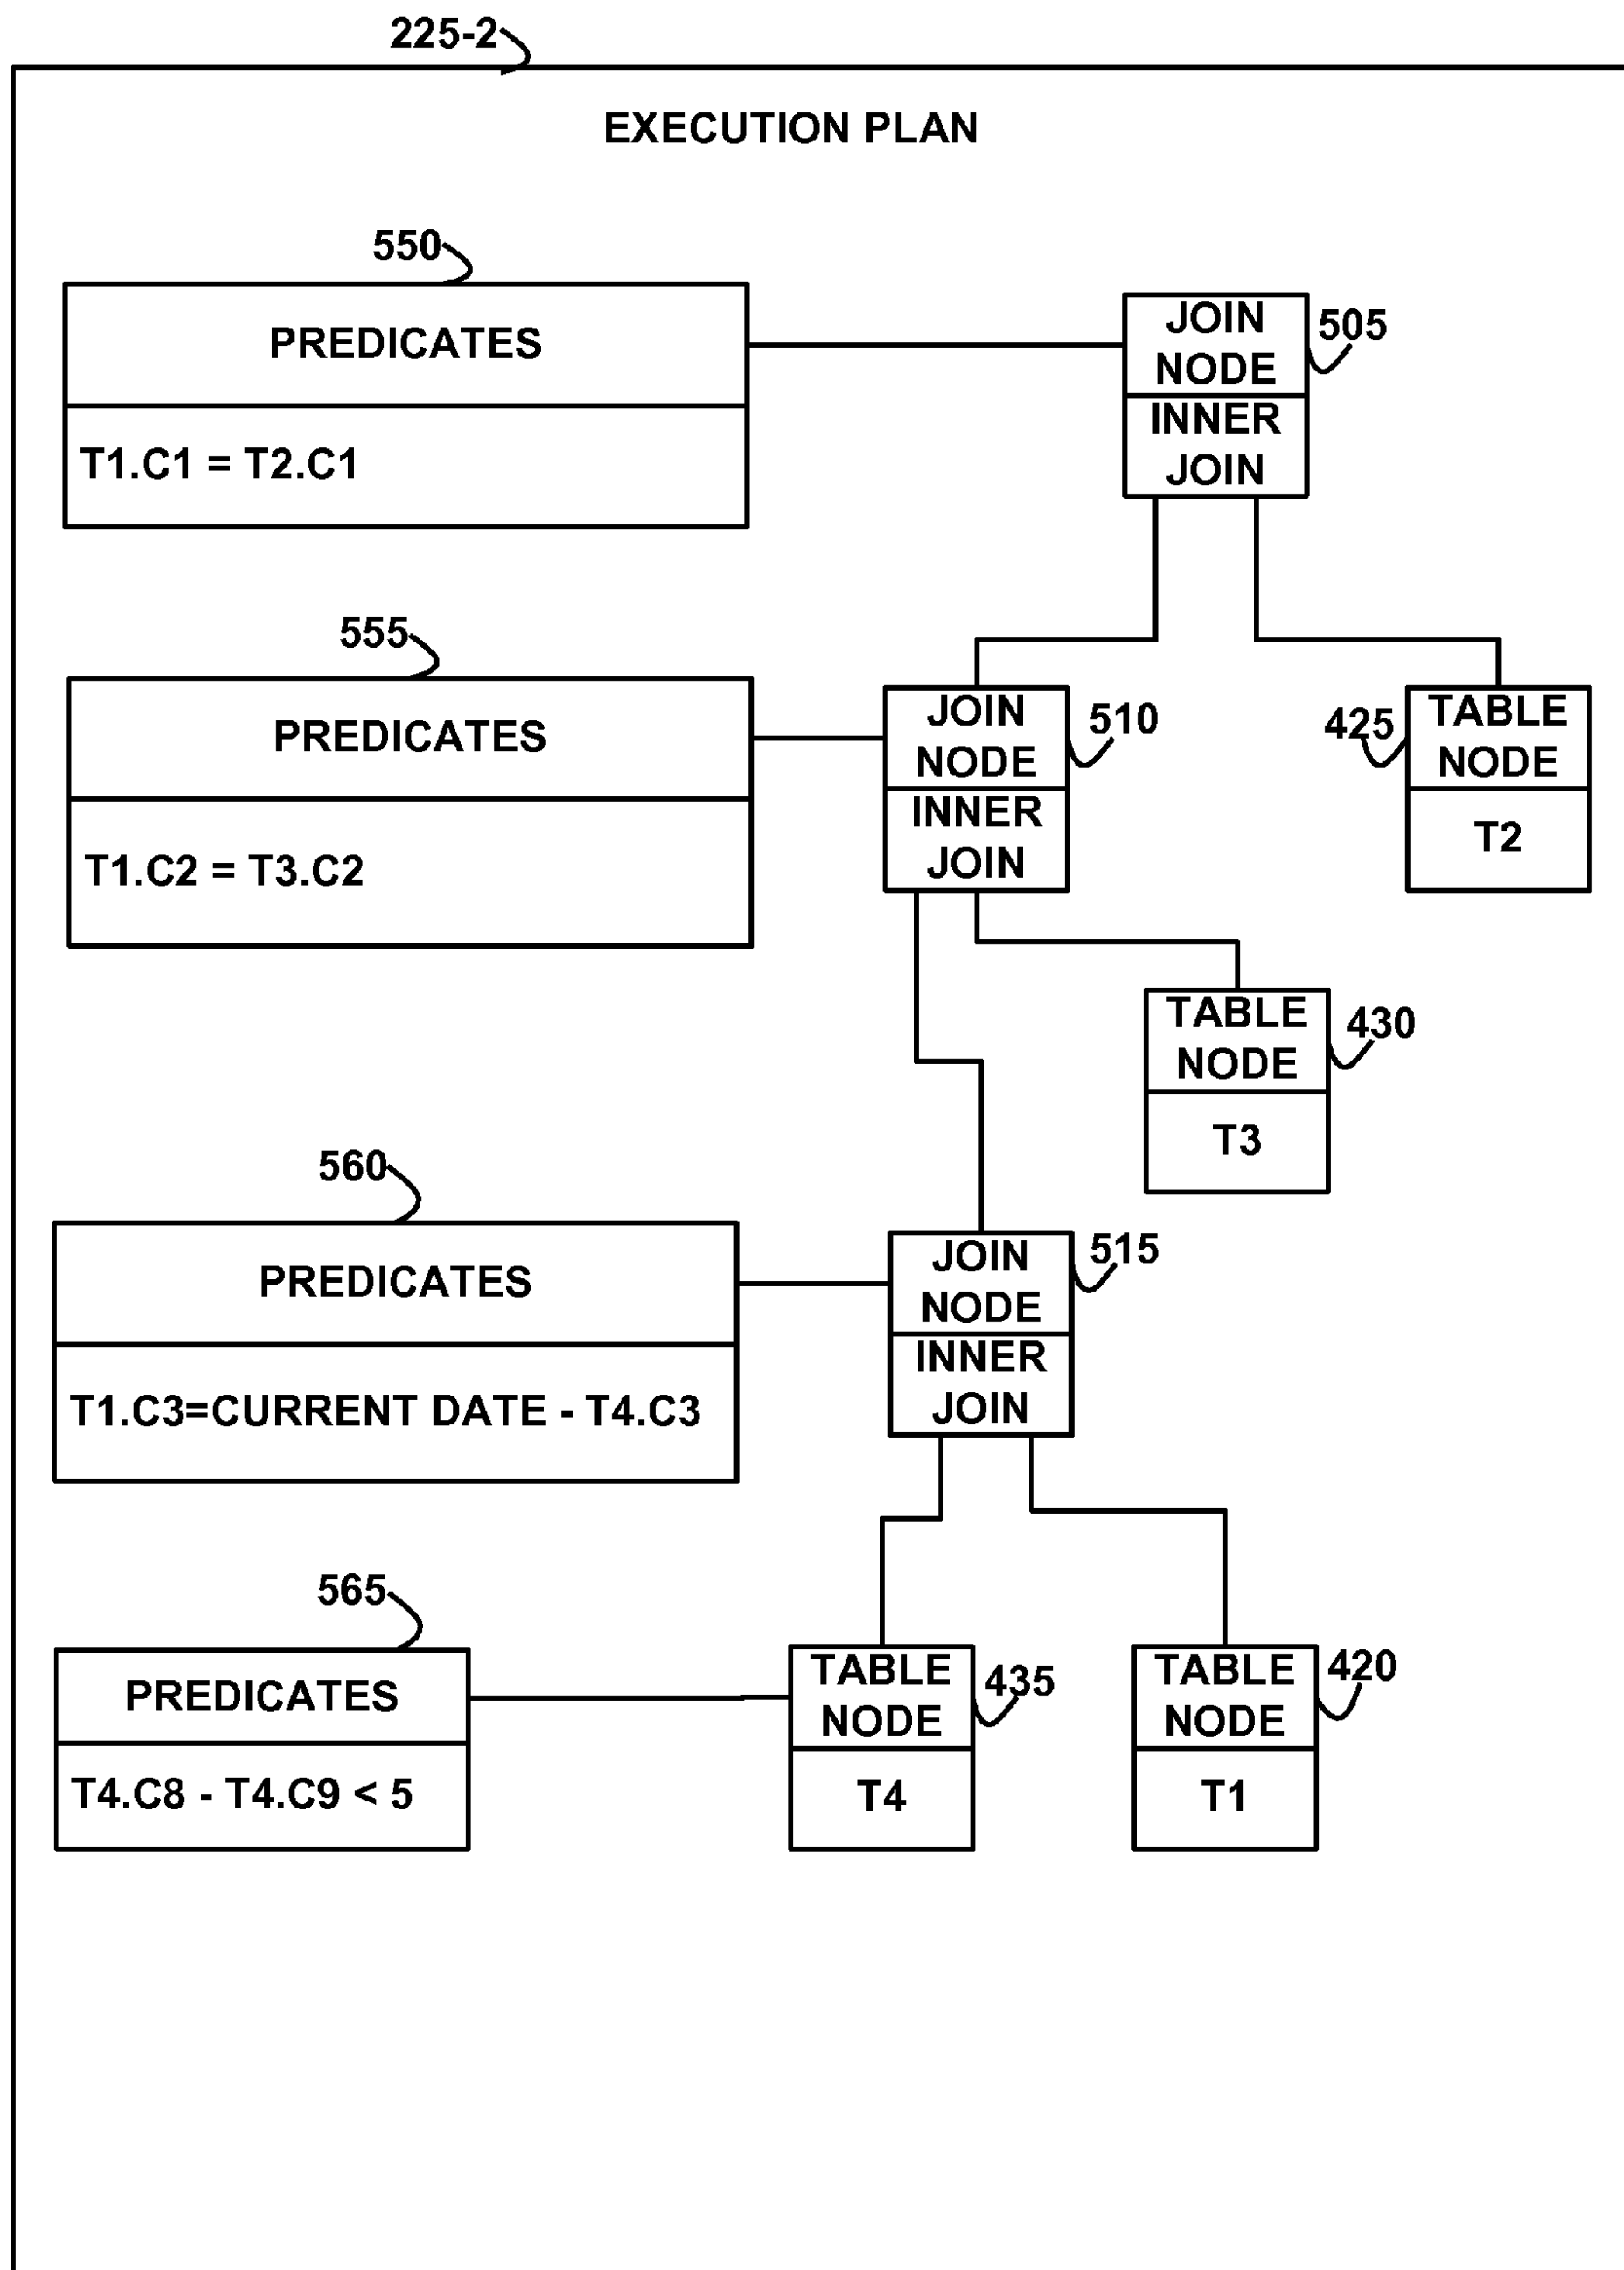 225-2
EXECUTION PLAN
550
PREDICATES
T1.C1 = T2.C1
JOIN
NODE
INNER
JOIN
505
555
PREDICATES
T1.C2 = T3.C2
JOIN
NODE
INNER
JOIN
510
425
TABLE
NODE
T2
TABLE
NODE
T3
430
560
PREDICATES
T1.C3=CURRENT DATE - T4.C3
JOIN
NODE
INNER
JOIN
515
565
PREDICATES
T4.C8 - T4.C9 < 5
TABLE
NODE
T4
435
TABLE
NODE
T1
420